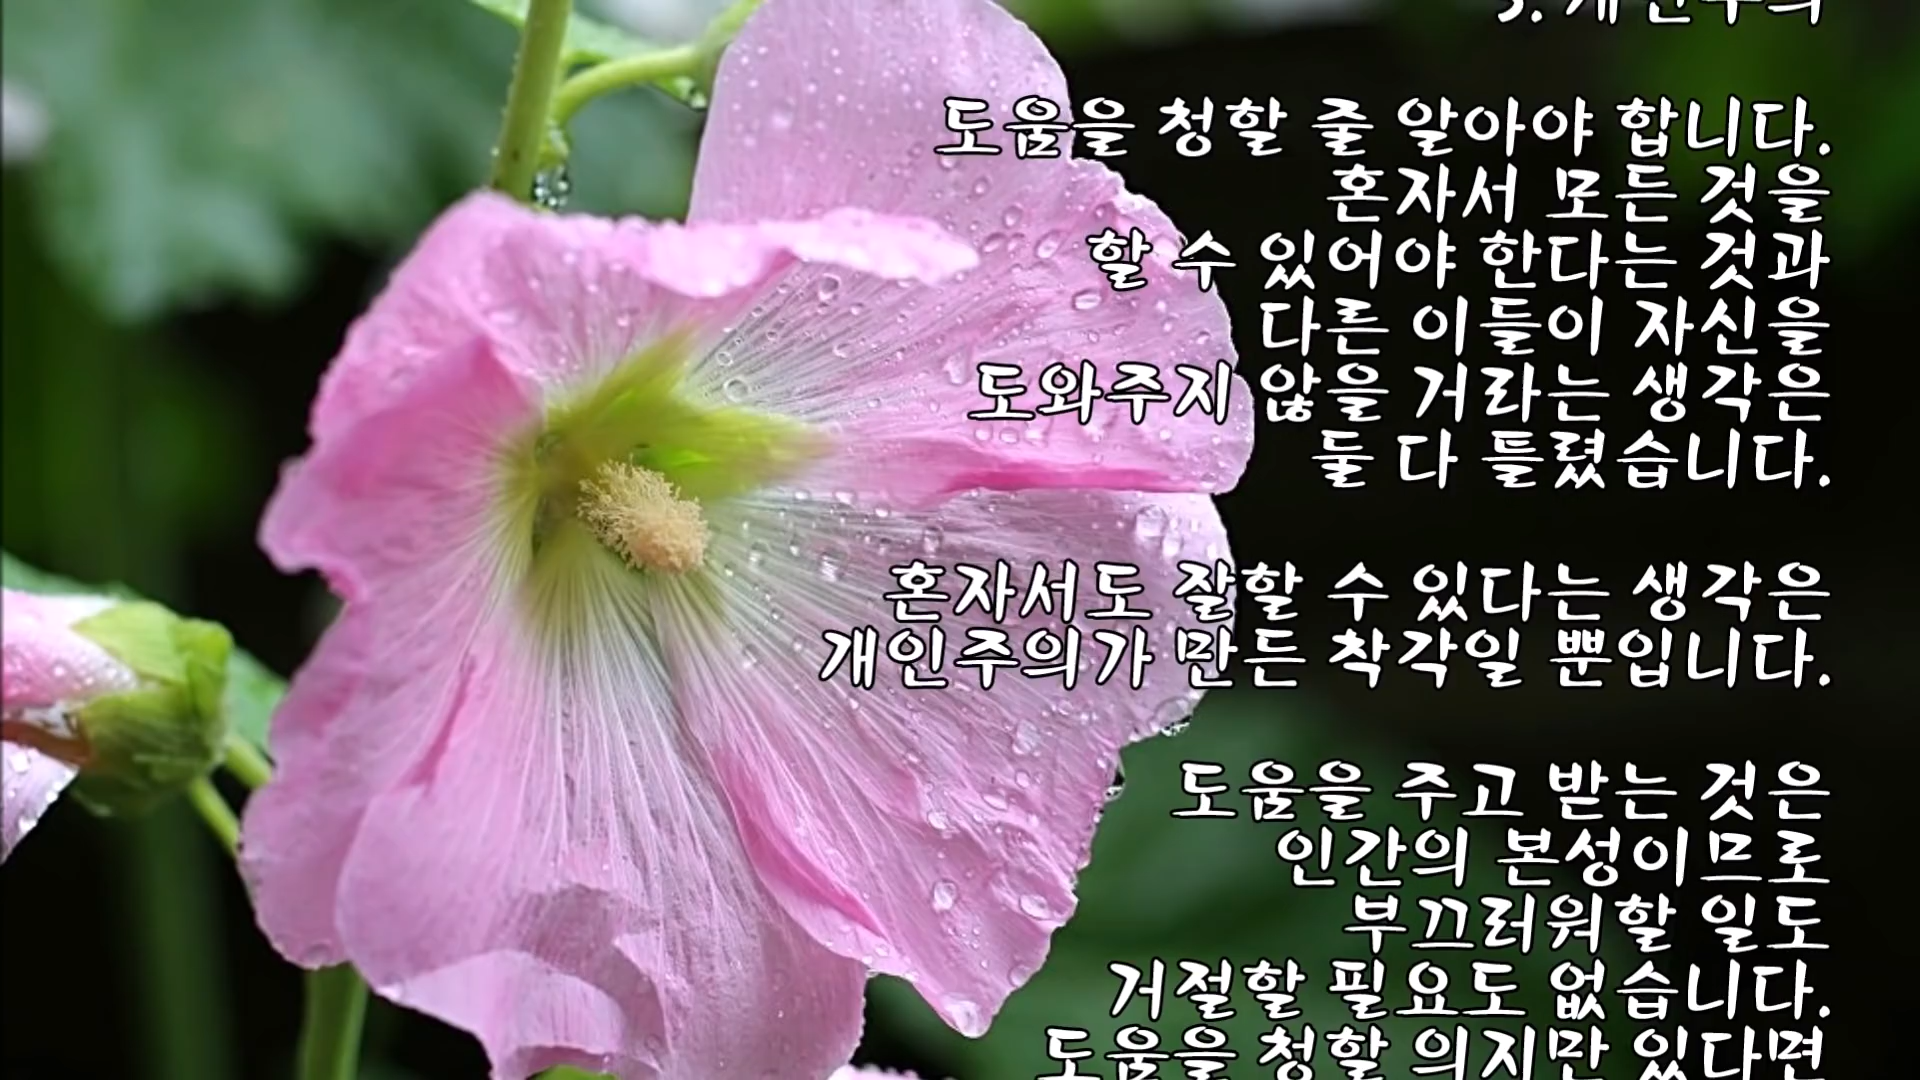 5. 개인주의
도움을 청할 줄 알아야 합니다.
혼자서 모든 것을
할 수 있어야 한다는 것과
다른 이들이 자신을
도와주지 않을 거라는 생각은
둘 다 틀렸습니다.
혼자서도 잘할 수 있다는 생각은
개인주의가 만든 착각일 뿐입니다.
도움을 주고 받는 것은
인간의 본성이므로
부끄러워할 일도
거절할 필요도 없습니다.
도움을 청할 의지만 있다면